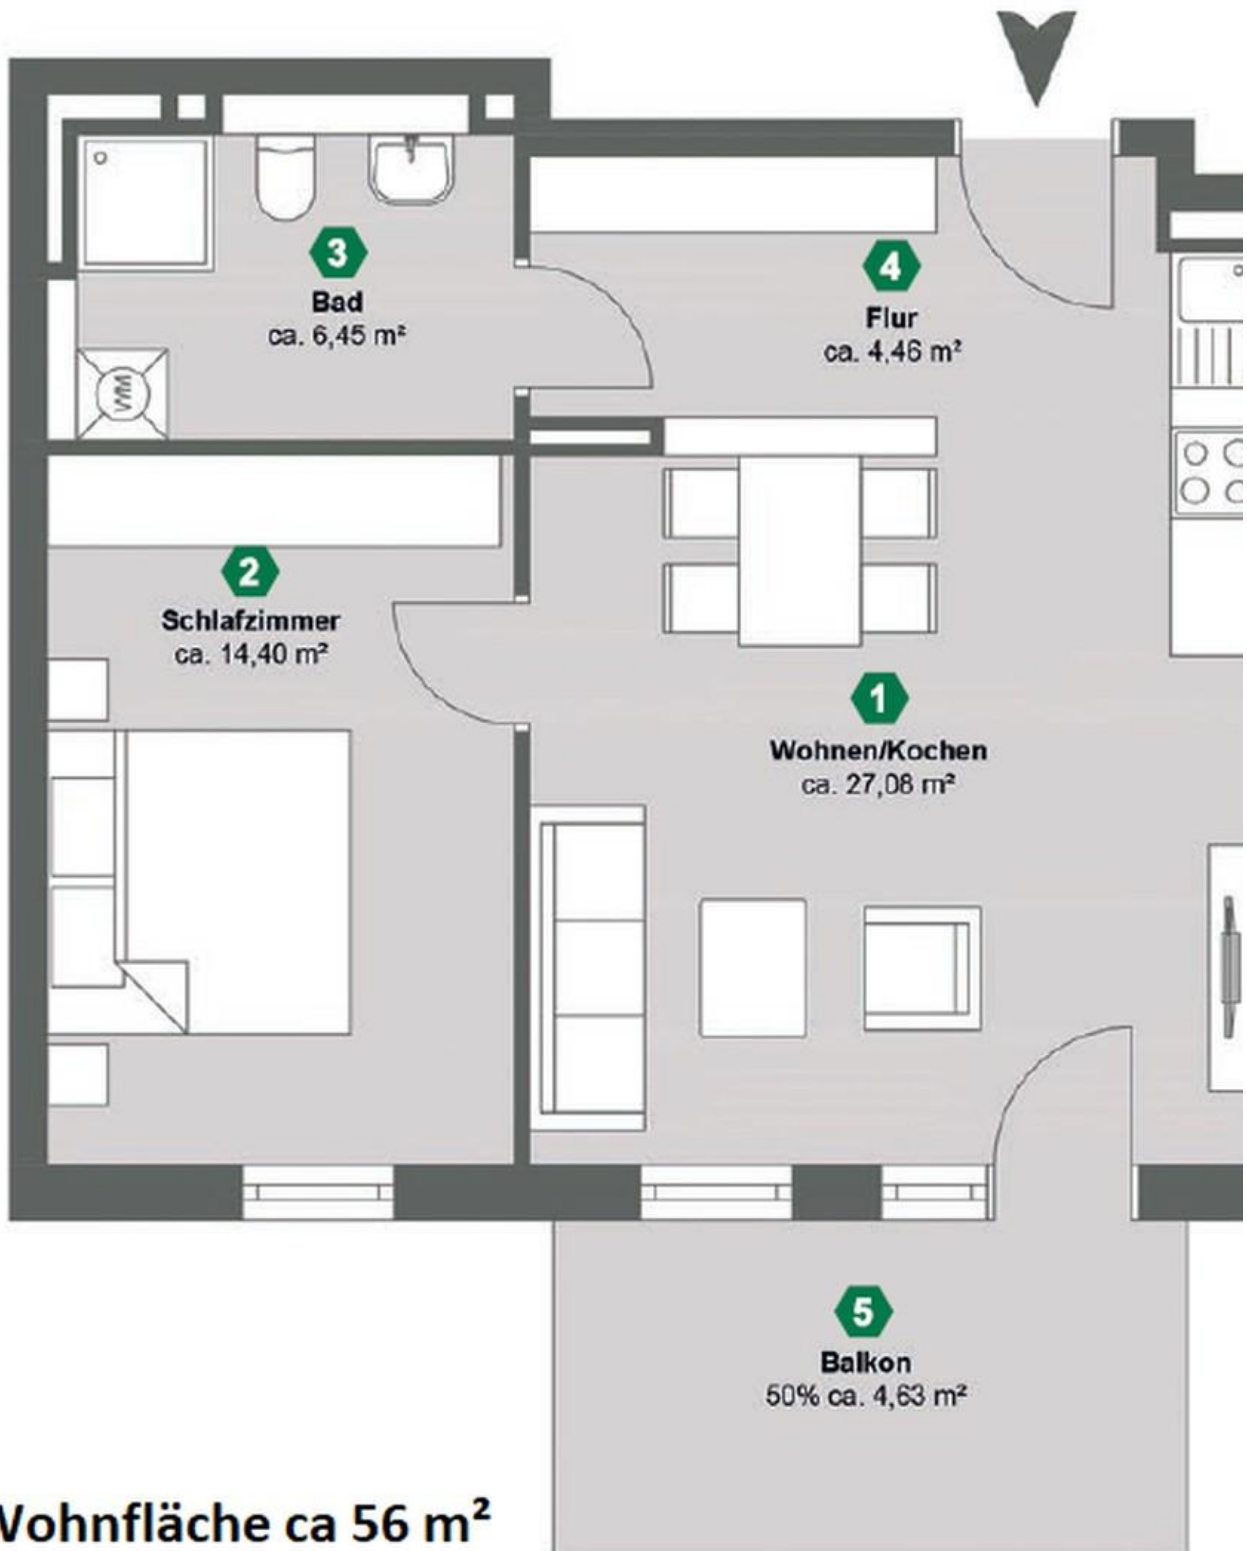 3
Bad
ca. 6,45 m²
4
Flur
ca. 4,46 m²
WM
2
Schlafzimmer
ca. 14,40 m²
1
Wohnen/Kochen
ca. 27,08 m²
5
Balkon
50% ca. 4,63 m²
Wohnfläche ca 56 m²